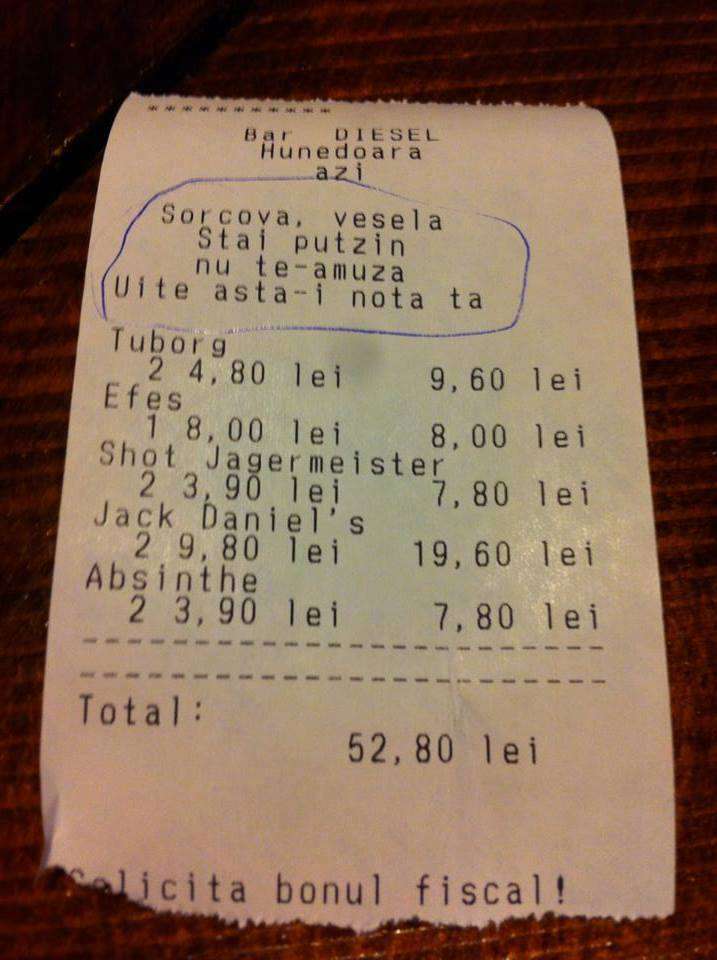 ***********
Bar DIESEL
Hunedoara
azi
Sorcova, vesela
Stai putzin
nu te-amuza
Uite asta-i nota ta
Tuborg
2 4,80 lei 9,60 lei
Efes
1 8,00 lei 8,00 lei
Shot Jagermeister
2 3,90 lei 7,80 lei
Jack Daniel's
2 9,80 lei 19,60 lei
Absinthe
2 3,90 lei 7,80 lei
Total:
52,80 lei
Solicita bonul fiscal!